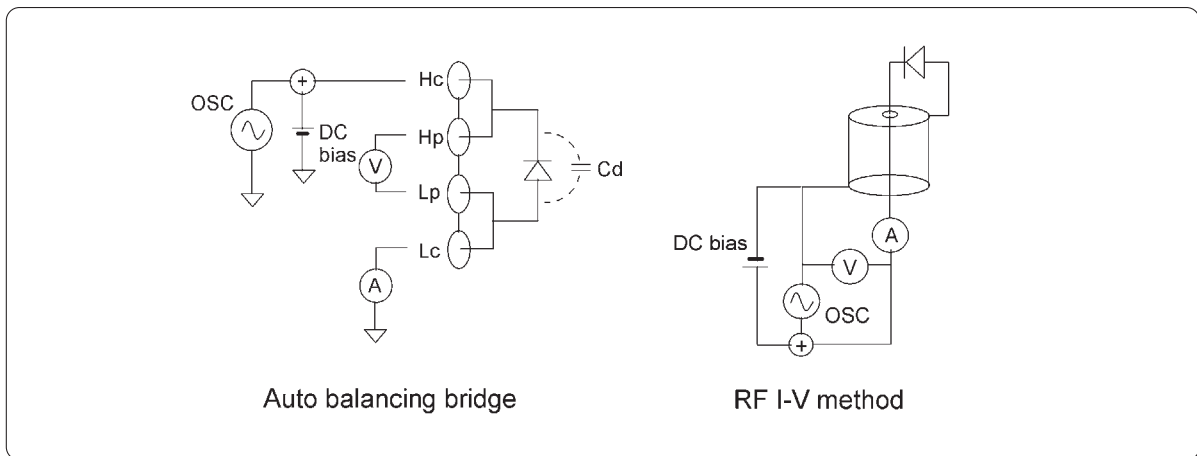 OSC
+
DC
bias
V
A
Hc
Hp
Lp
Lc
Cd
Auto balancing bridge
DC bias
A
V
OSC
+
RF I-V method